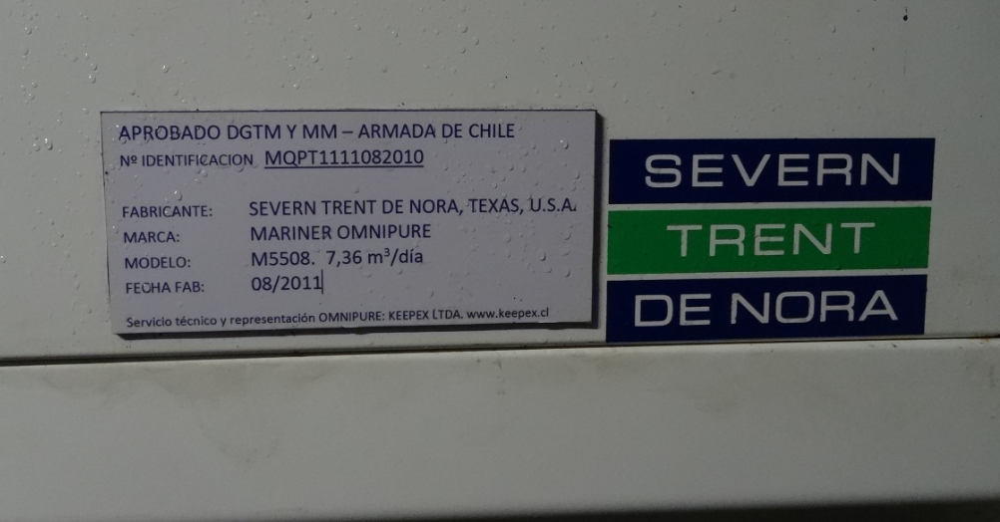 APROBADO DGTM Y MM – ARMADA DE CHILE
Nº IDENTIFICACION MQPT1111082010
FABRICANTE: SEVERN TRENT DE NORA, TEXAS, U.S.A.
MARCA: MARINER OMNIPURE
MODELO: M5508. 7,36 m³/día
FECHA FAB: 08/2011
Servicio técnico y representación OMNIPURE: KEEPEX LTDA. www.keepex.cl
SEVERN
TRENT
DE NORA